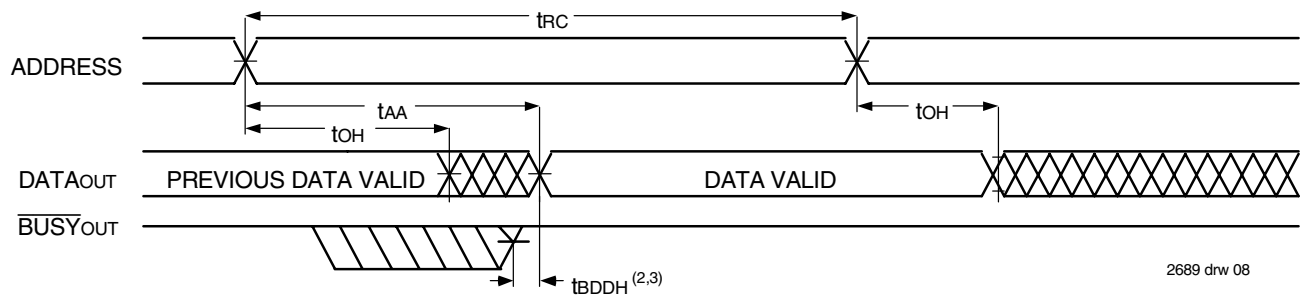 tRC
ADDRESS
tAA
tOH
tOH
DATAOUT
PREVIOUS DATA VALID
DATA VALID
BUSYOUT
tBDDH (2,3)
2689 drw 08